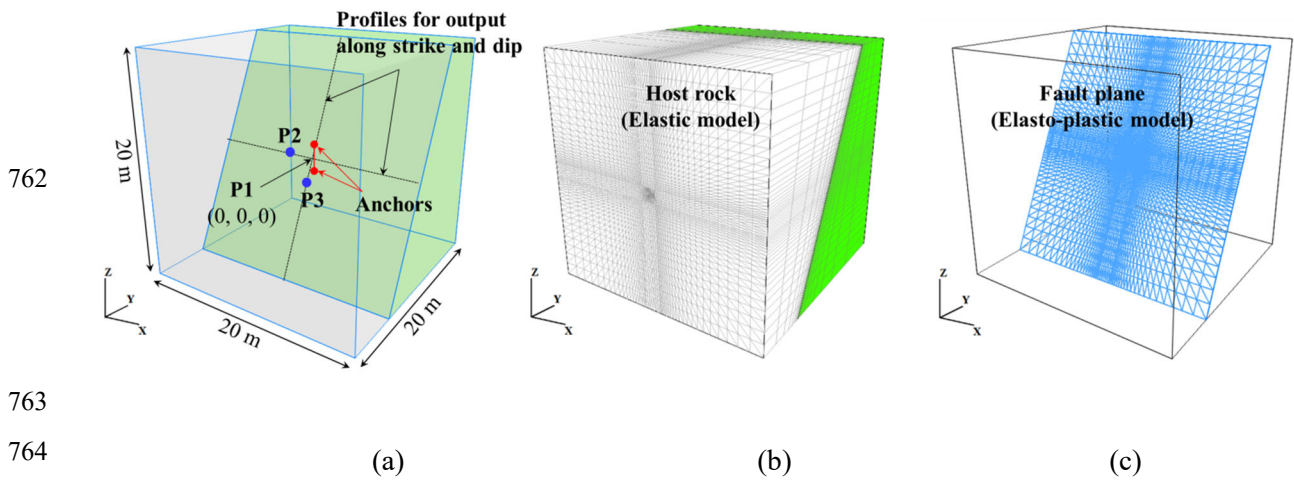 Profiles for output
along strike and dip
20 m
P2
P1
(0, 0, 0)
P3
Anchors
Z
Y
X
20 m
20 m
Host rock
(Elastic model)
Z
Y
X
Fault plane
(Elasto-plastic model)
Z
Y
X
762
763
764
(a)
(b)
(c)